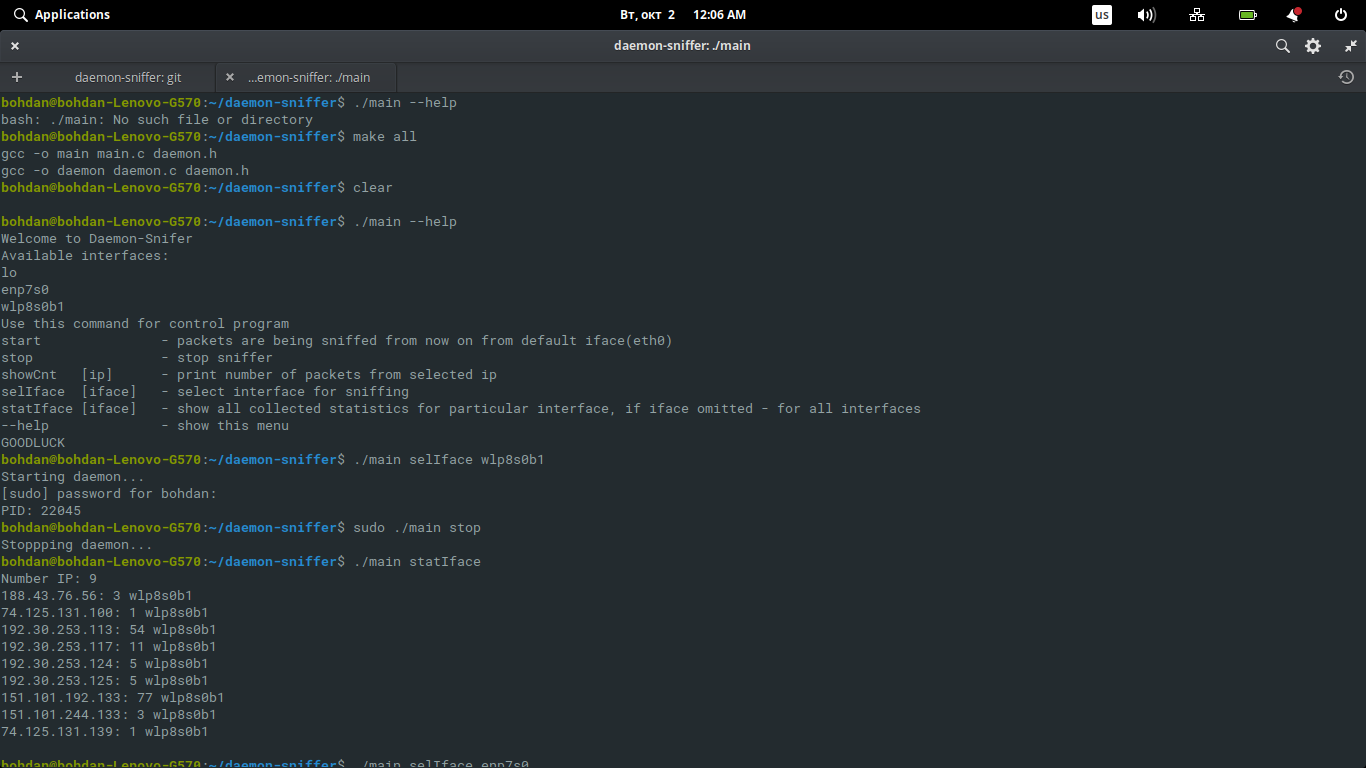 Applications
Вт, окт 2 12:06 AM
us
daemon-sniffer: ./main
daemon-sniffer: git
...emon-sniffer: ./main
bohdan@bohdan-Lenovo-G570:~/daemon-sniffer$ ./main --help
bash: ./main: No such file or directory
bohdan@bohdan-Lenovo-G570:~/daemon-sniffer$ make all
gcc -o main main.c daemon.h
gcc -o daemon daemon.c daemon.h
bohdan@bohdan-Lenovo-G570:~/daemon-sniffer$ clear
bohdan@bohdan-Lenovo-G570:~/daemon-sniffer$ ./main --help
Welcome to Daemon-Snifer
Available interfaces:
lo
enp7s0
wlp8s0b1
Use this command for control program
start - packets are being sniffed from now on from default iface(eth0)
stop - stop sniffer
showCnt [ip] - print number of packets from selected ip
selIface [iface] - select interface for sniffing
statIface [iface] - show all collected statistics for particular interface, if iface omitted - for all interfaces
--help - show this menu
GOODLUCK
bohdan@bohdan-Lenovo-G570:~/daemon-sniffer$ ./main selIface wlp8s0b1
Starting daemon...
[sudo] password for bohdan:
PID: 22045
bohdan@bohdan-Lenovo-G570:~/daemon-sniffer$ sudo ./main stop
Stoppping daemon...
bohdan@bohdan-Lenovo-G570:~/daemon-sniffer$ ./main statIface
Number IP: 9
188.43.76.56: 3 wlp8s0b1
74.125.131.100: 1 wlp8s0b1
192.30.253.113: 54 wlp8s0b1
192.30.253.117: 11 wlp8s0b1
192.30.253.124: 5 wlp8s0b1
192.30.253.125: 5 wlp8s0b1
151.101.192.133: 77 wlp8s0b1
151.101.244.133: 3 wlp8s0b1
74.125.131.139: 1 wlp8s0b1
bohdan@bohdan-Lenovo-G570:~/daemon-sniffer$ ./main selIface enp7s0